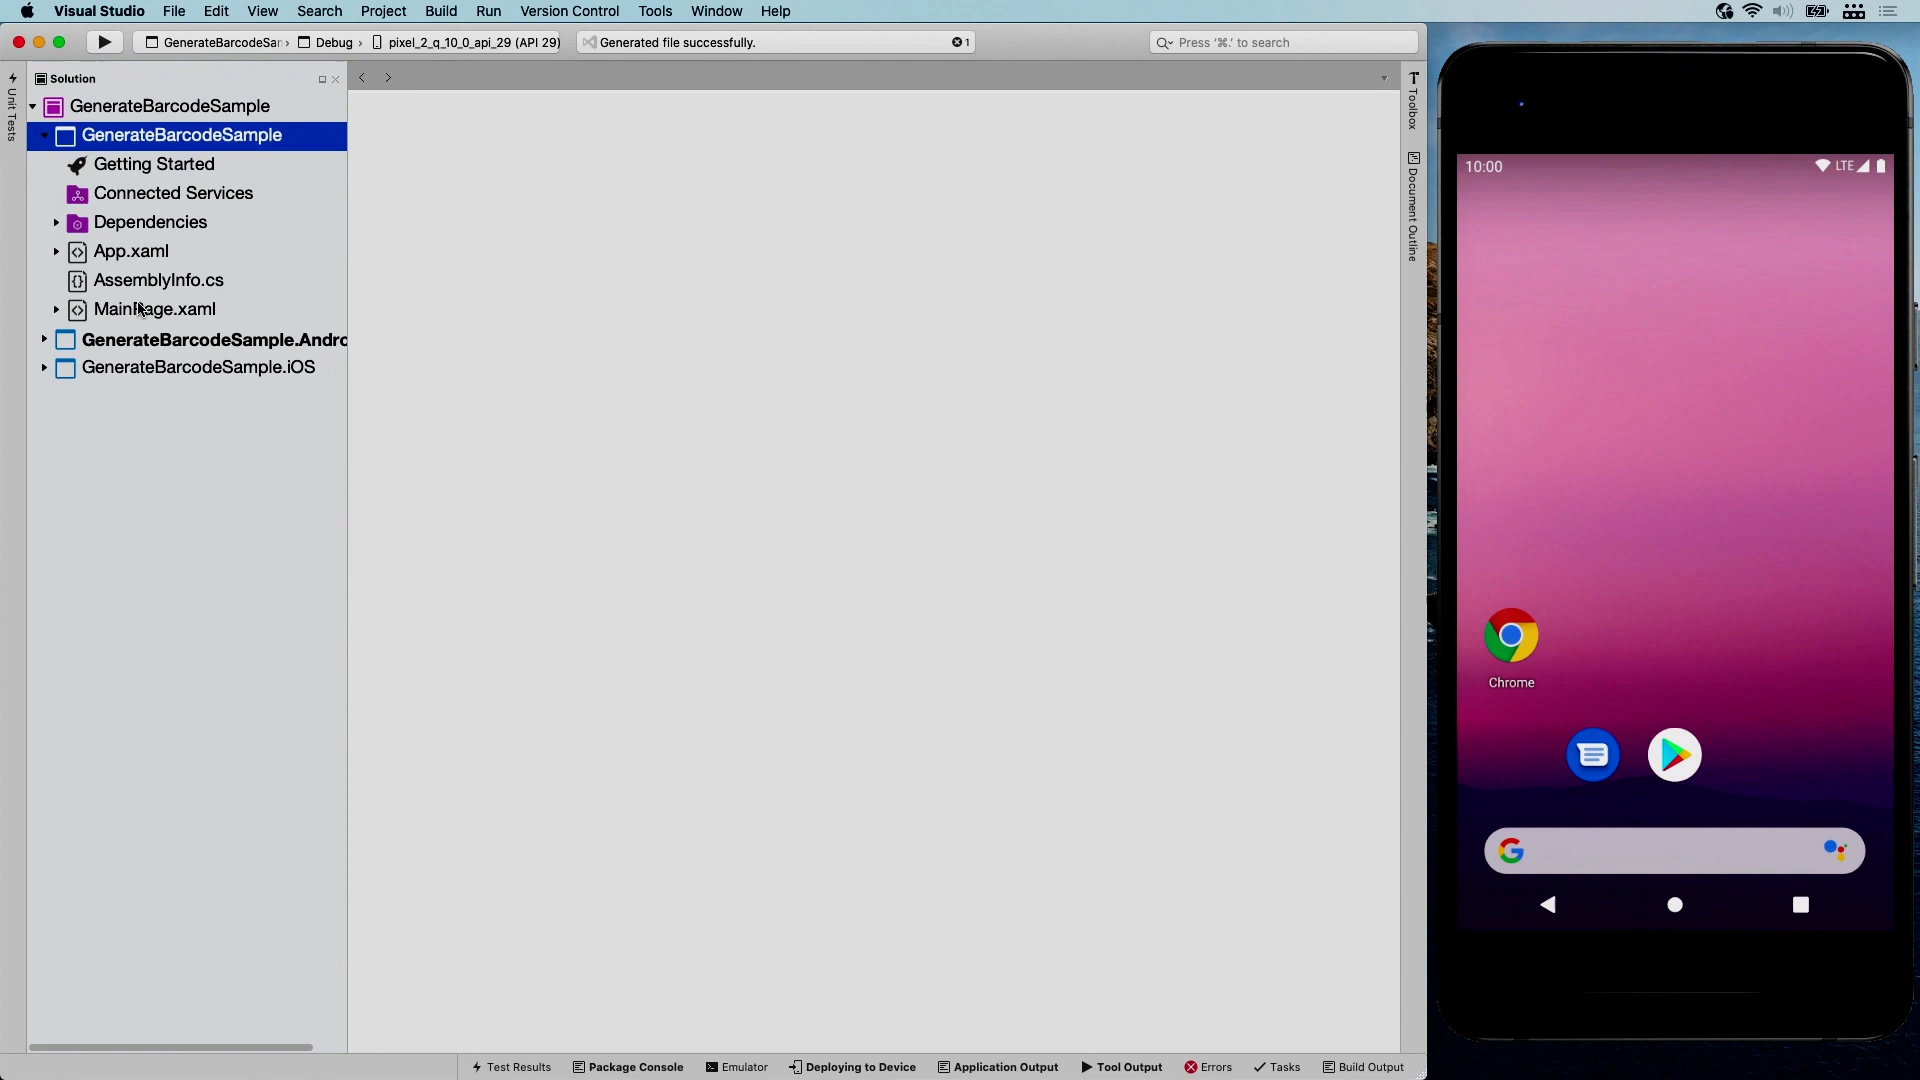 Visual Studio File Edit View Search Project Build Run Version Control Tools Window Help
GenerateBarcodeSan › Debug › pixel_2_q_10_0_api_29 (API 29) Generated file successfully. 1 Press '⌘.' to search
Unit Tests
Solution
GenerateBarcodeSample
GenerateBarcodeSample
Getting Started
Connected Services
Dependencies
App.xaml
AssemblyInfo.cs
MainPage.xaml
GenerateBarcodeSample.Andro
GenerateBarcodeSample.iOS
Toolbox
Document Outline
10:00 LTE
Chrome
Test Results Package Console Emulator Deploying to Device Application Output Tool Output Errors Tasks Build Output